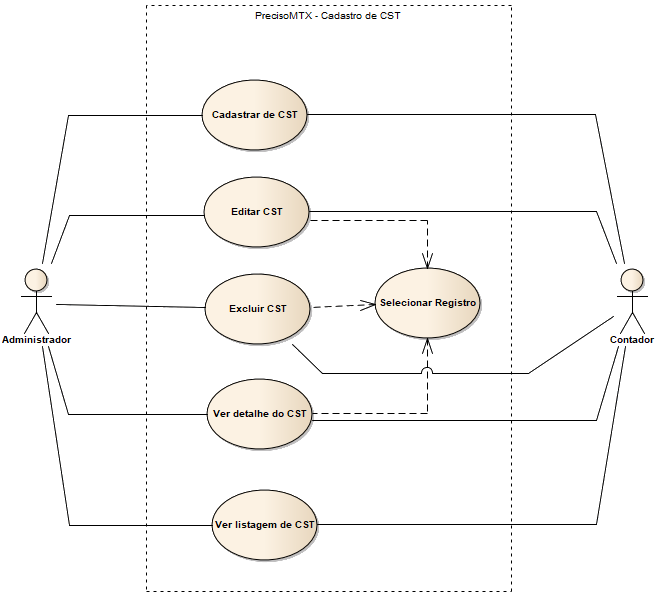 PrecisoMTX - Cadastro de CST
Cadastrar de CST
Editar CST
Selecionar Registro
Excluir CST
Administrador
Contador
Ver detalhe do CST
Ver listagem de CST